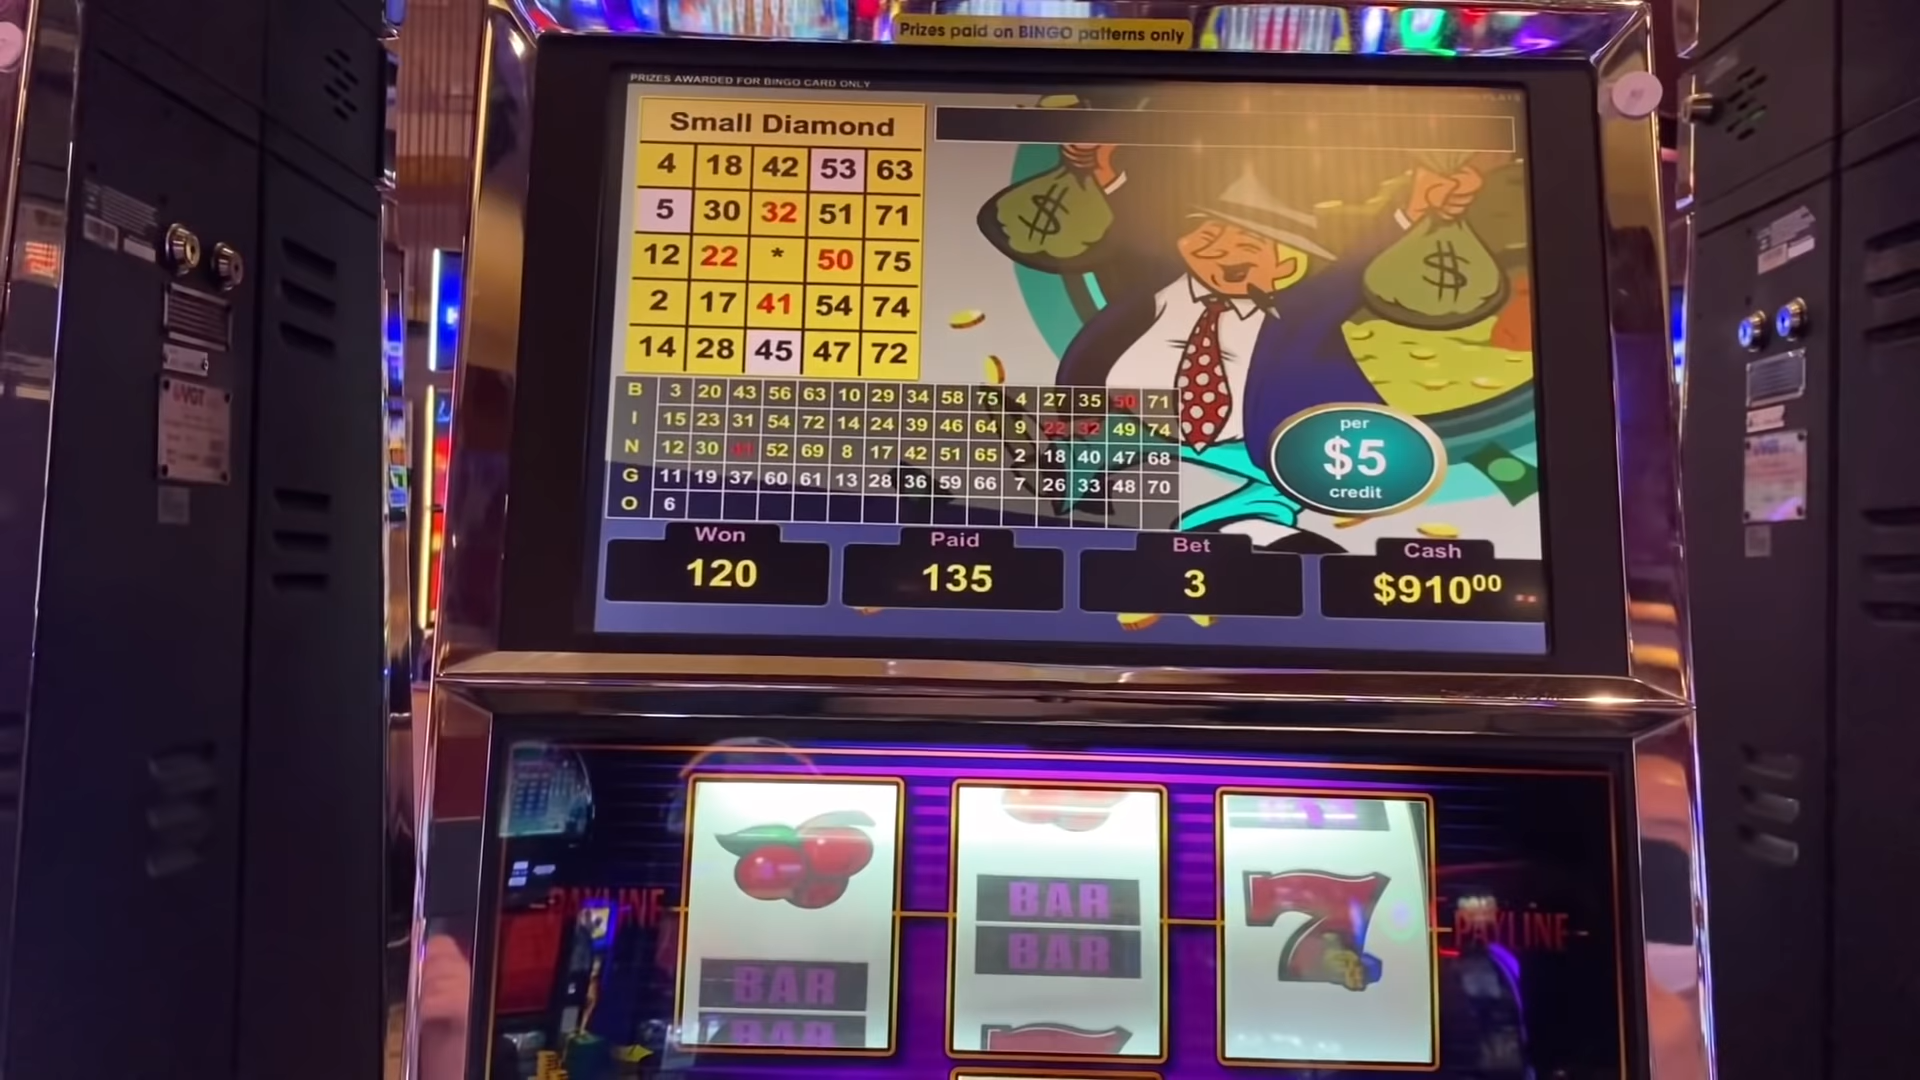 Prizes paid on BINGO patterns only
PRIZES AWARDED FOR BINGO CARD ONLY
Small Diamond
4 18 42 53 63
5 30 32 51 71
12 22 * 50 75
2 17 41 54 74
14 28 45 47 72
B 3 20 43 56 63 10 29 34 58 75 4 27 35 50 71
I 15 23 31 54 72 14 24 39 46 64 9 22 32 49 74
N 12 30 41 52 69 8 17 42 51 65 2 18 40 47 68
G 11 19 37 60 61 13 28 36 59 66 7 26 33 48 70
O 6
$ $
per
$5
credit
Won Paid Bet Cash
120 135 3 $910⁰⁰
VGT
PAYLINE
BAR
BAR
7
PAYLINE
BAR
BAR